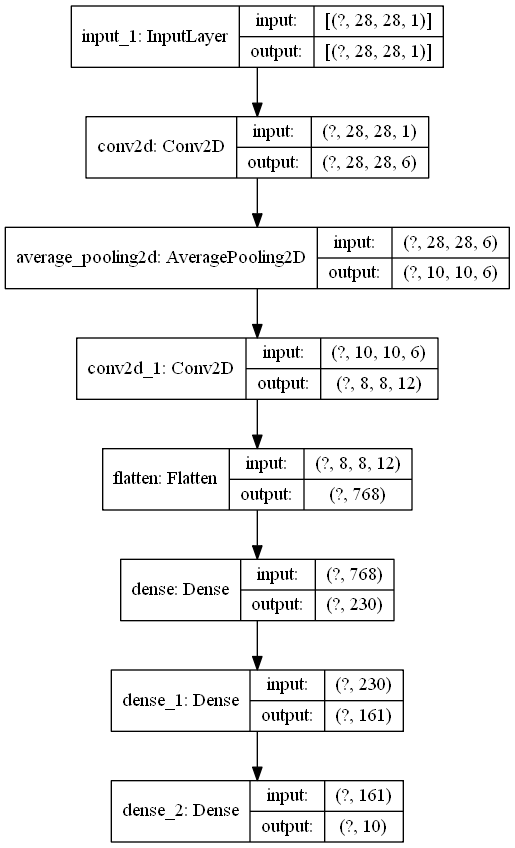 input_1: InputLayer
input: [(?, 28, 28, 1)]
output: [(?, 28, 28, 1)]
conv2d: Conv2D
input: (?, 28, 28, 1)
output: (?, 28, 28, 6)
average_pooling2d: AveragePooling2D
input: (?, 28, 28, 6)
output: (?, 10, 10, 6)
conv2d_1: Conv2D
input: (?, 10, 10, 6)
output: (?, 8, 8, 12)
flatten: Flatten
input: (?, 8, 8, 12)
output: (?, 768)
dense: Dense
input: (?, 768)
output: (?, 230)
dense_1: Dense
input: (?, 230)
output: (?, 161)
dense_2: Dense
input: (?, 161)
output: (?, 10)